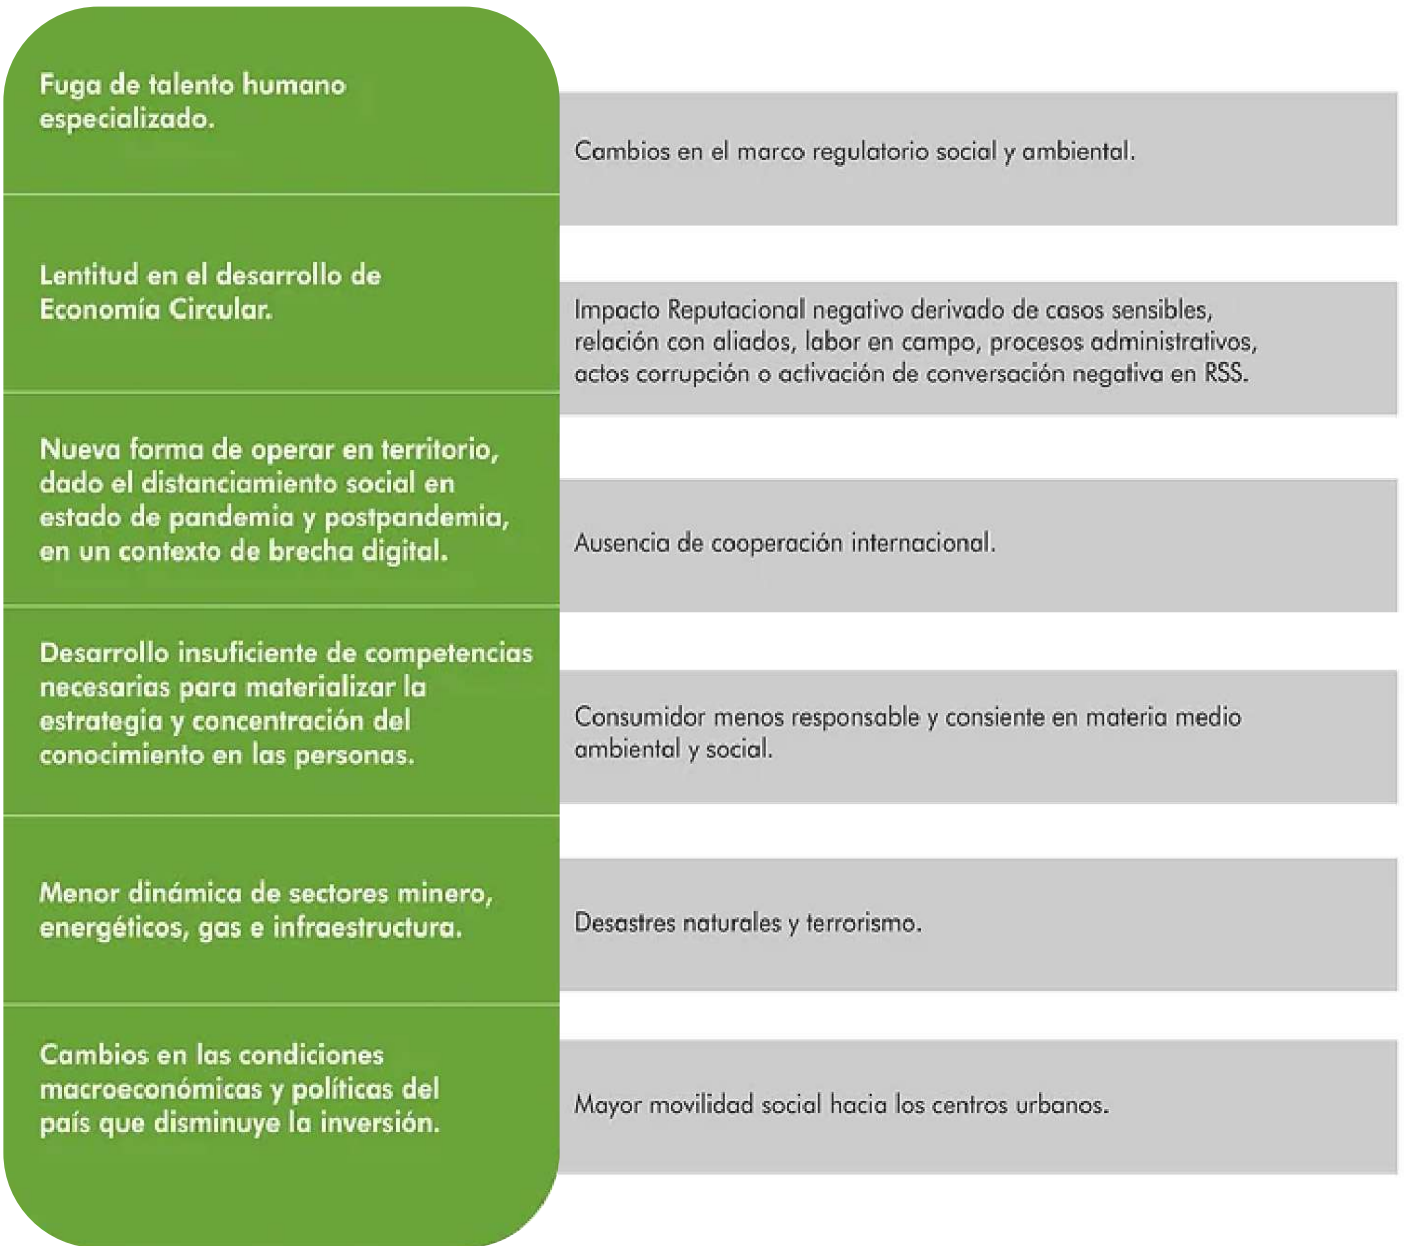 Fuga de talento humano
especializado.
Cambios en el marco regulatorio social y ambiental.
Lentitud en el desarrollo de
Economía Circular.
Impacto Reputacional negativo derivado de casos sensibles,
relación con aliados, labor en campo, procesos administrativos,
actos corrupción o activación de conversación negativa en RSS.
Nueva forma de operar en territorio,
dado el distanciamiento social en
estado de pandemia y postpandemia,
en un contexto de brecha digital.
Ausencia de cooperación internacional.
Desarrollo insuficiente de competencias
necesarias para materializar la
estrategia y concentración del
conocimiento en las personas.
Consumidor menos responsable y consiente en materia medio
ambiental y social.
Menor dinámica de sectores minero,
energéticos, gas e infraestructura.
Desastres naturales y terrorismo.
Cambios en las condiciones
macroeconómicas y políticas del
país que disminuye la inversión.
Mayor movilidad social hacia los centros urbanos.